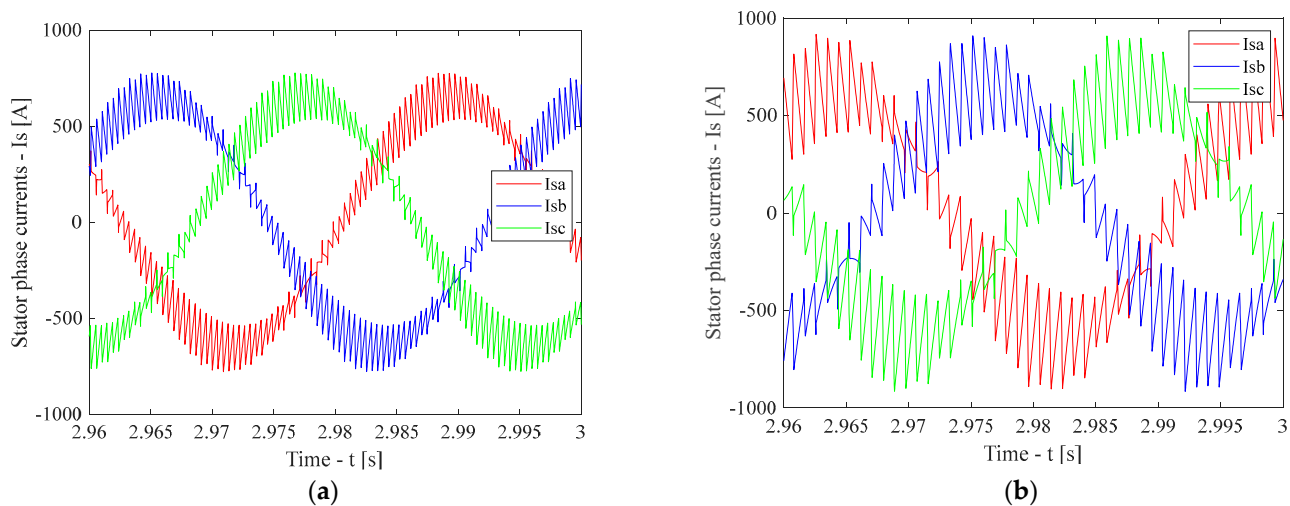 1000
500
0
-500
-1000
Stator phase currents - Is [A]
Isa
Isb
Isc
2.96 2.965 2.97 2.975 2.98 2.985 2.99 2.995 3
Time - t [s]
(a)
1000
500
0
-500
-1000
Stator phase currents - Is [A]
Isa
Isb
Isc
2.96 2.965 2.97 2.975 2.98 2.985 2.99 2.995 3
Time - t [s]
(b)